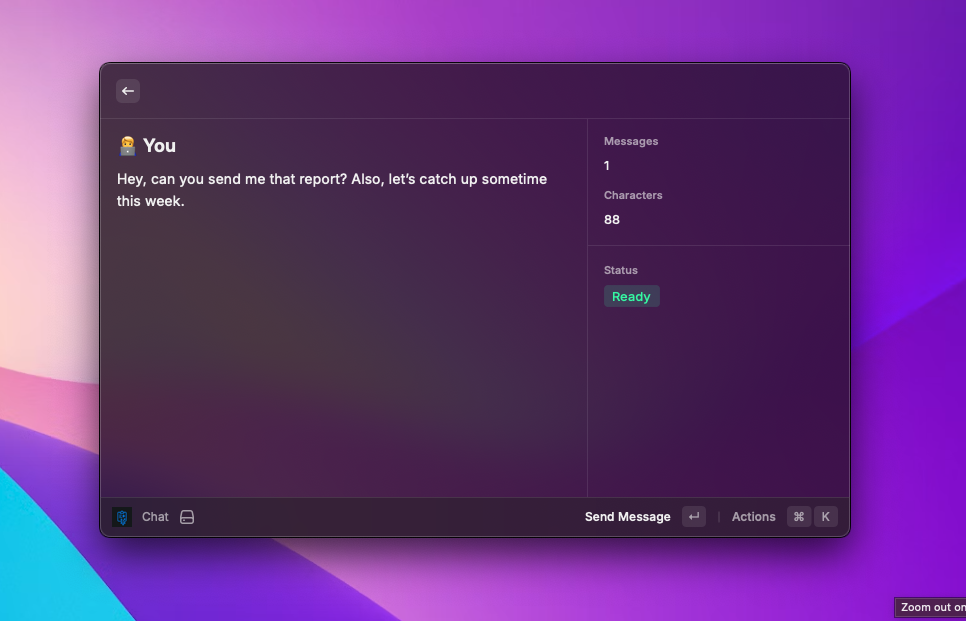 You
Hey, can you send me that report? Also, let’s catch up sometime
this week.
Messages
1
Characters
88
Status
Ready
Chat
Send Message
Actions
⌘
K
Zoom out on